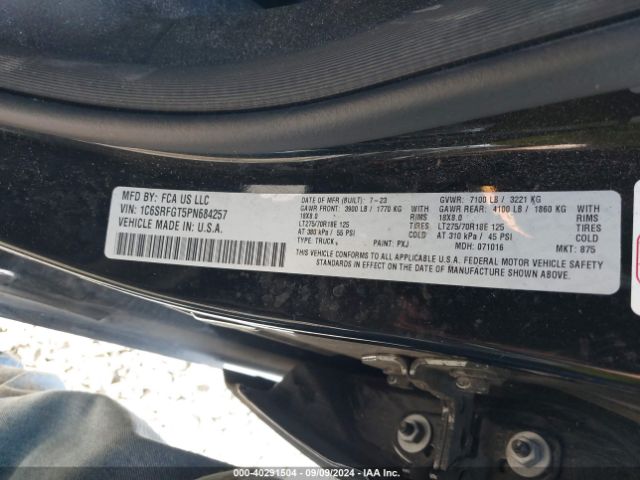 MFD BY: FCA US LLC
VIN: 1C6SRFGT5PN684257
VEHICLE MADE IN: U.S.A.
DATE OF MFR (BUILT): 7-23
GAWR FRONT: 3900 LB / 1770 KG
18X8.0 RIMS
LT275/70R18E 125 TIRES
AT 380 kPa / 55 PSI COLD
TYPE: TRUCK PAINT: PXJ
GVWR: 7100 LB / 3221 KG
GAWR REAR: 4100 LB / 1860 KG
18X8.0 RIMS
LT275/70R18E 125 TIRES
AT 310 kPa / 45 PSI COLD
MDH: 071016 MKT: 875
THIS VEHICLE CONFORMS TO ALL APPLICABLE U.S.A. FEDERAL MOTOR VEHICLE SAFETY
STANDARDS IN EFFECT ON THE DATE OF MANUFACTURE SHOWN ABOVE.
00 - 40291504 - 09/09/2024 - IAA Inc.